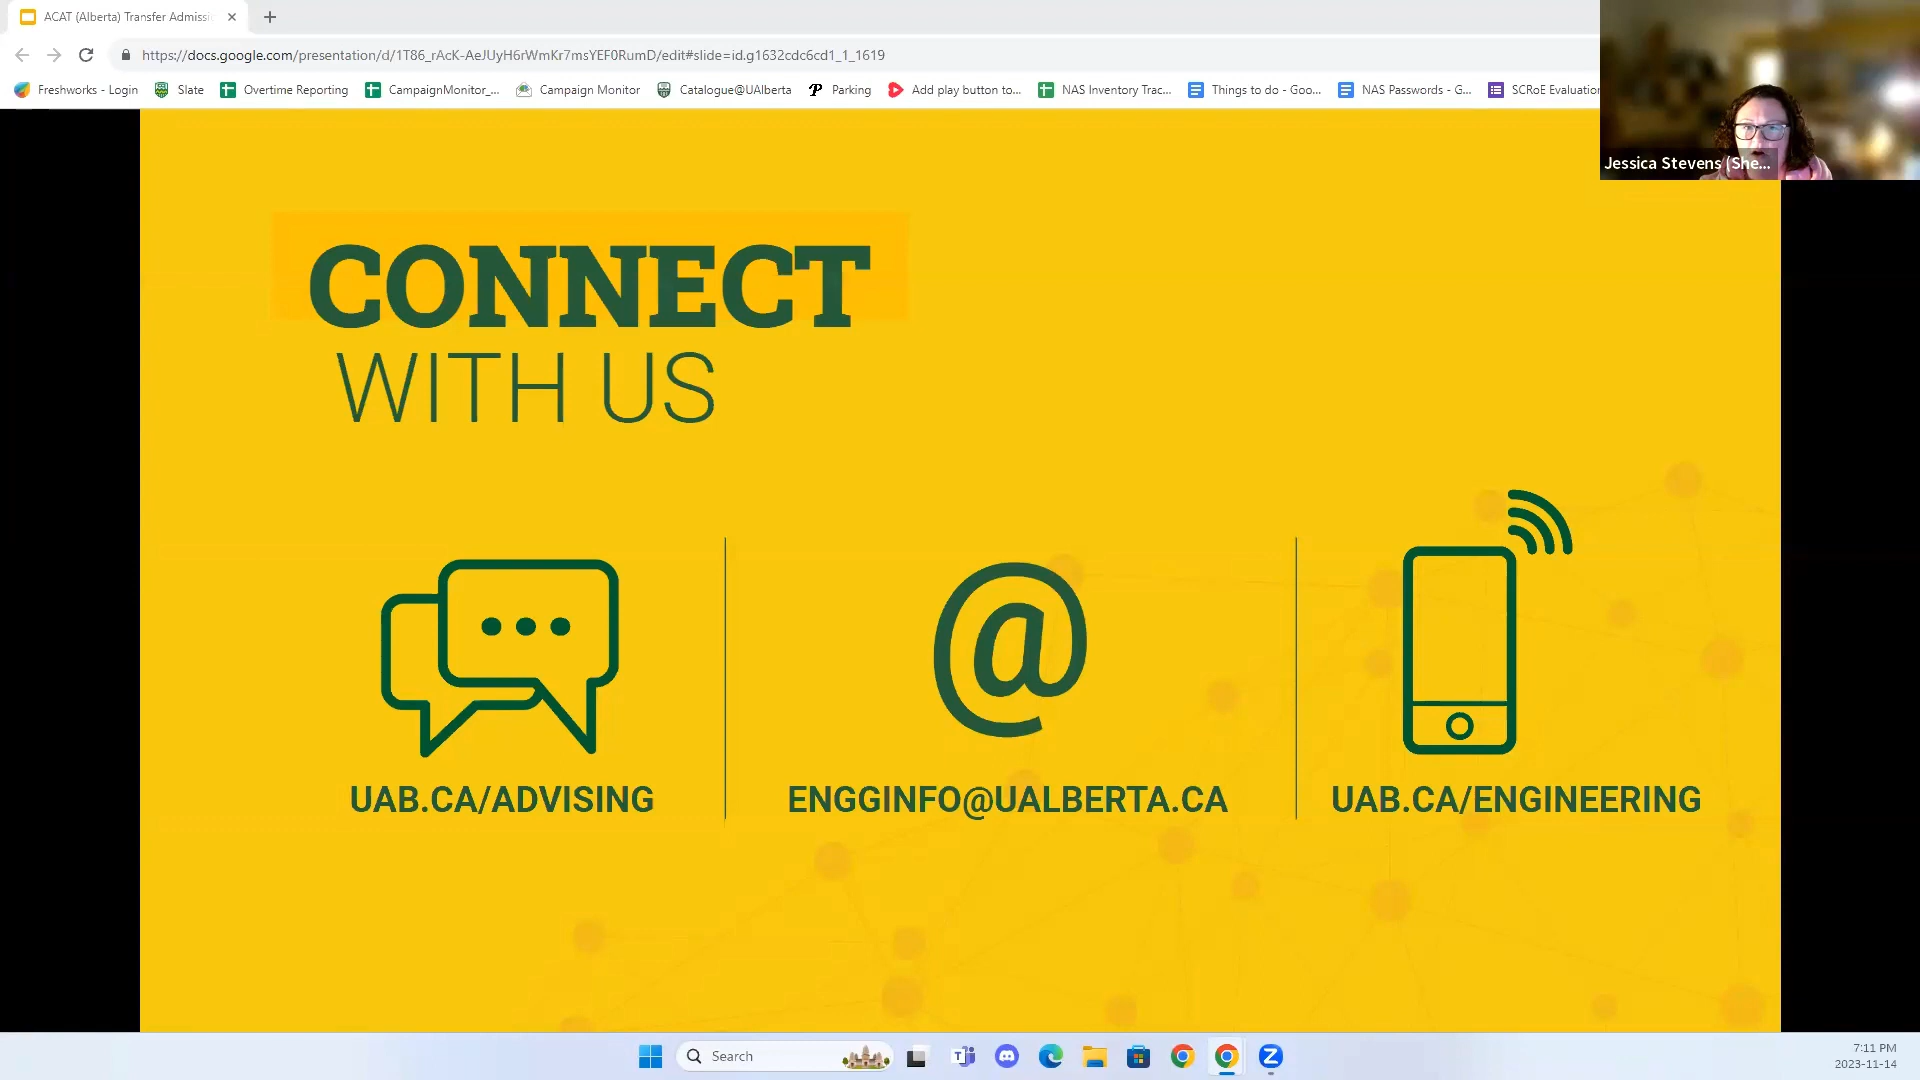 ACAT (Alberta) Transfer Admissi
https://docs.google.com/presentation/d/1T86_rAcK-AeJUyH6rWmKr7msYEF0RumD/edit#slide=id.g1632cdc6cd1_1_1619
Freshworks - Login Slate Overtime Reporting CampaignMonitor_... Campaign Monitor Catalogue@UAlberta Parking Add play button to... NAS Inventory Trac... Things to do - Goo... NAS Passwords - G... SCRoE Evaluation
Jessica Stevens (She...
CONNECT
WITH US
@
UAB.CA/ADVISING ENGGINFO@UALBERTA.CA UAB.CA/ENGINEERING
Search
7:11 PM
2023-11-14